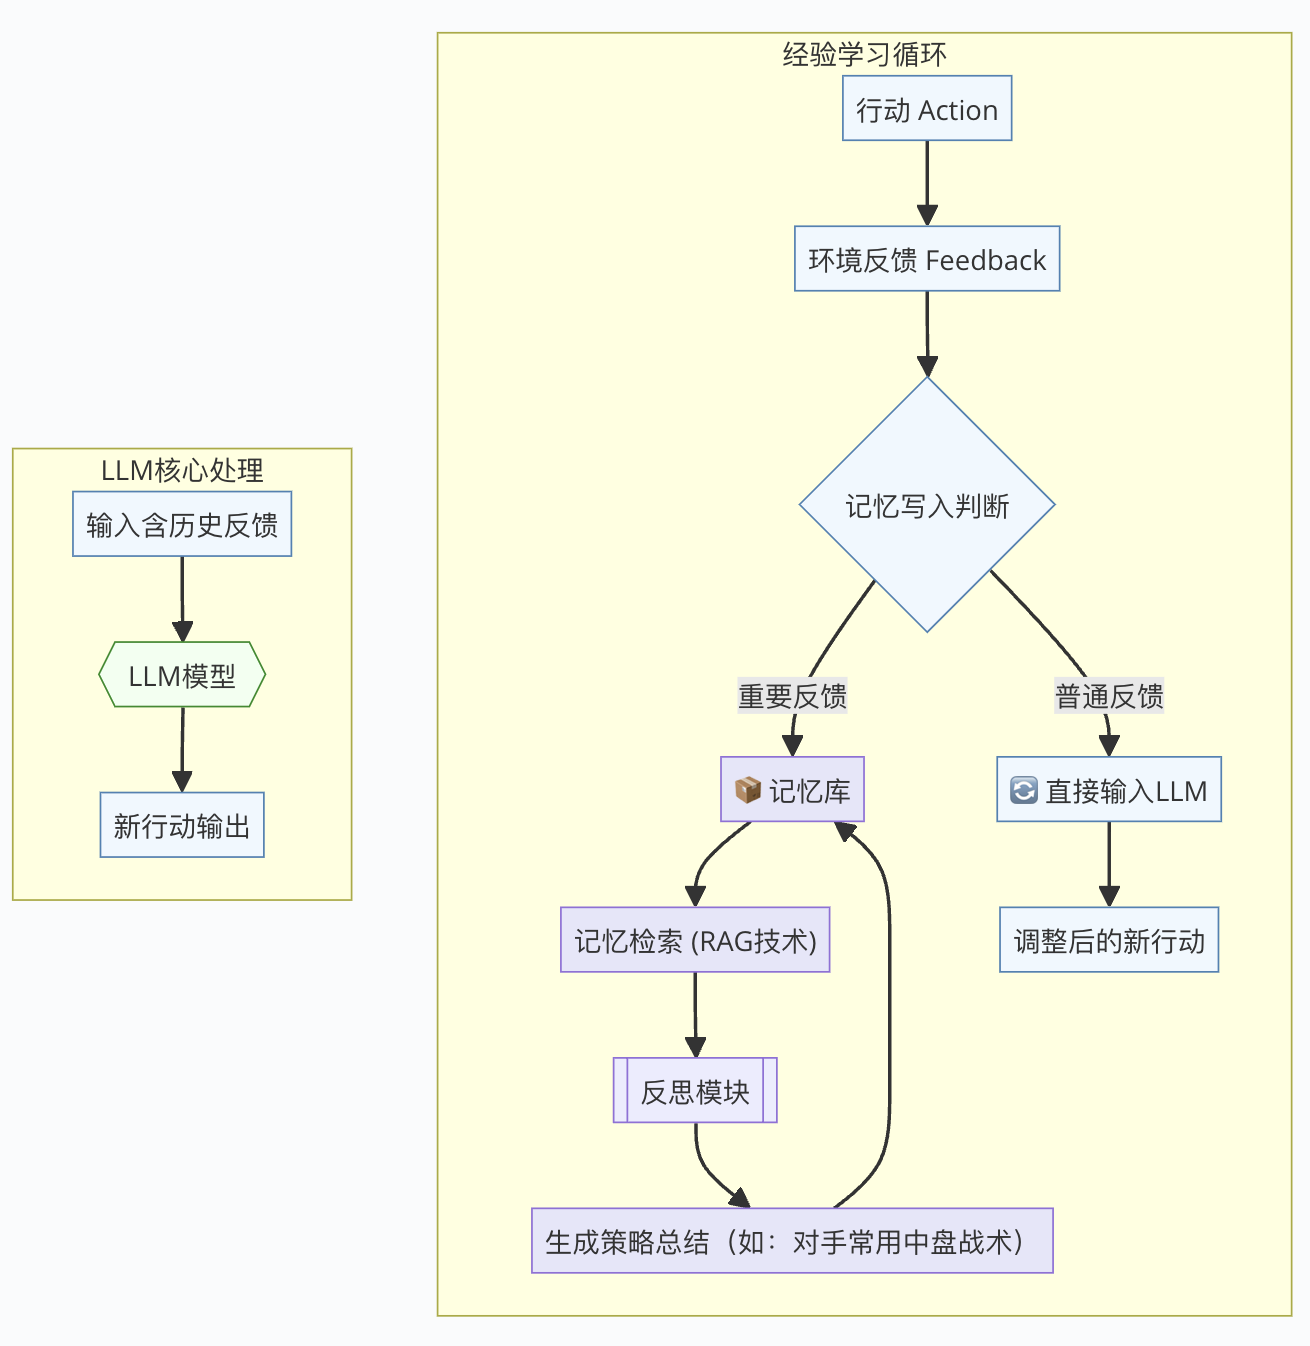 LLM核心处理
输入含历史反馈
LLM模型
新行动输出
经验学习循环
行动 Action
环境反馈 Feedback
记忆写入判断
重要反馈
普通反馈
📦 记忆库
🔄 直接输入LLM
记忆检索 (RAG技术)
调整后的新行动
反思模块
生成策略总结（如：对手常用中盘战术）